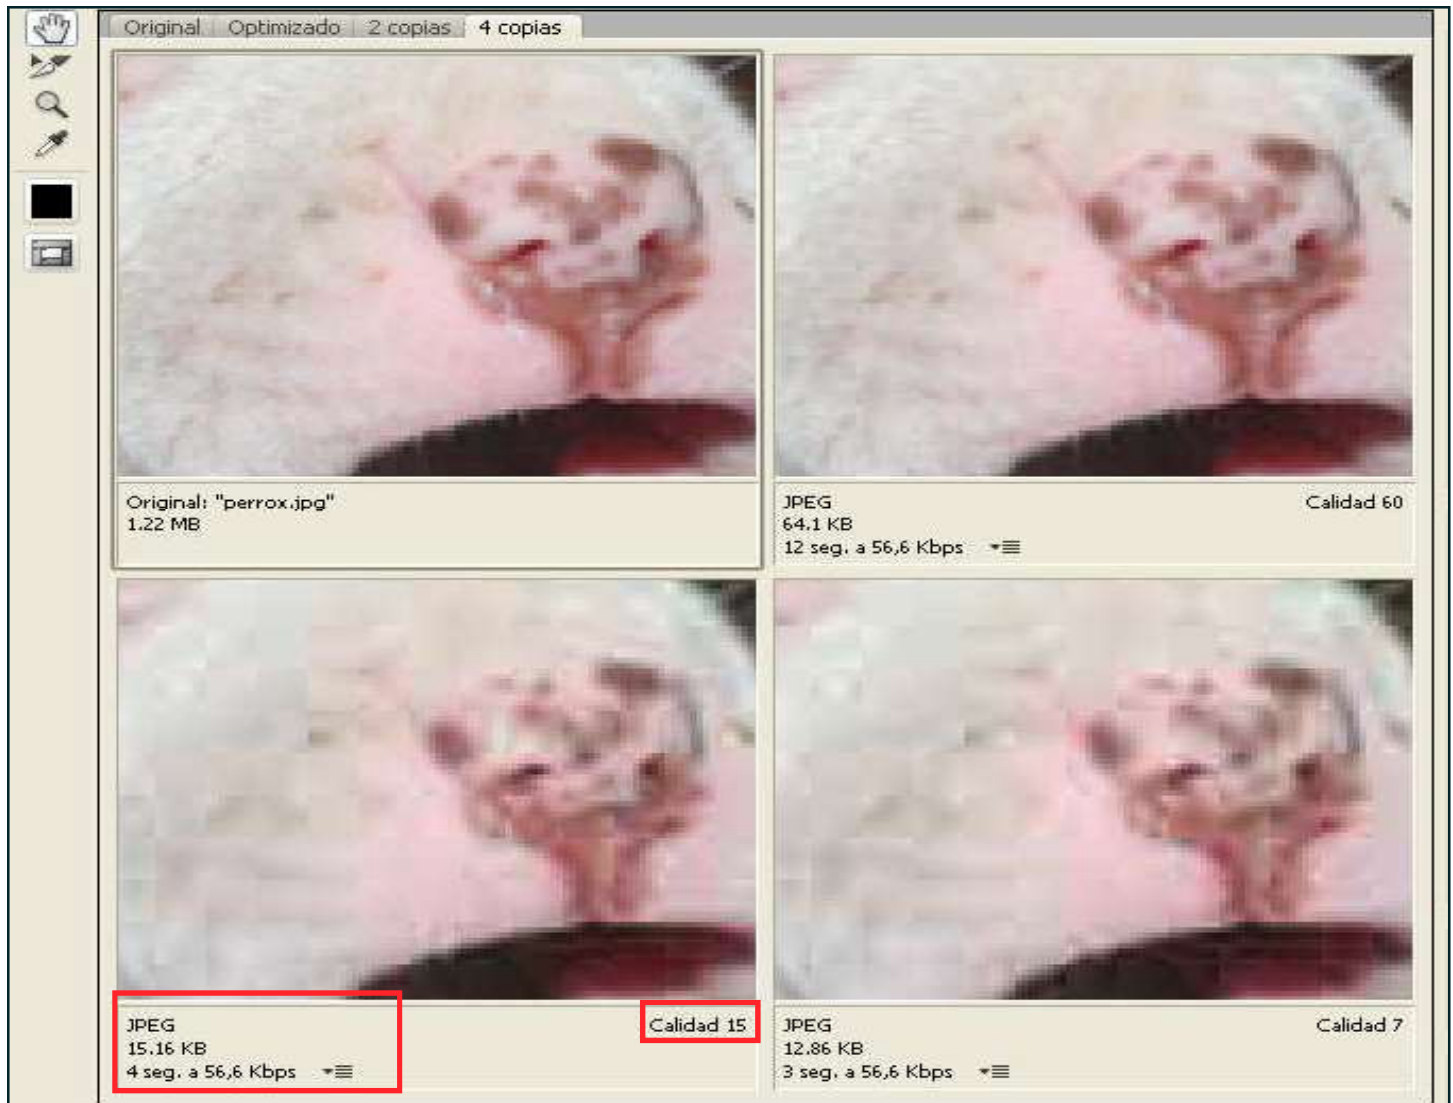 Original
Optimizado
2 copias
4 copias
Original: "perrox.jpg"
1.22 MB
JPEG
Calidad 60
64.1 KB
12 seg. a 56,6 Kbps
JPEG
Calidad 15
15.16 KB
4 seg. a 56,6 Kbps
JPEG
Calidad 7
12.86 KB
3 seg. a 56,6 Kbps